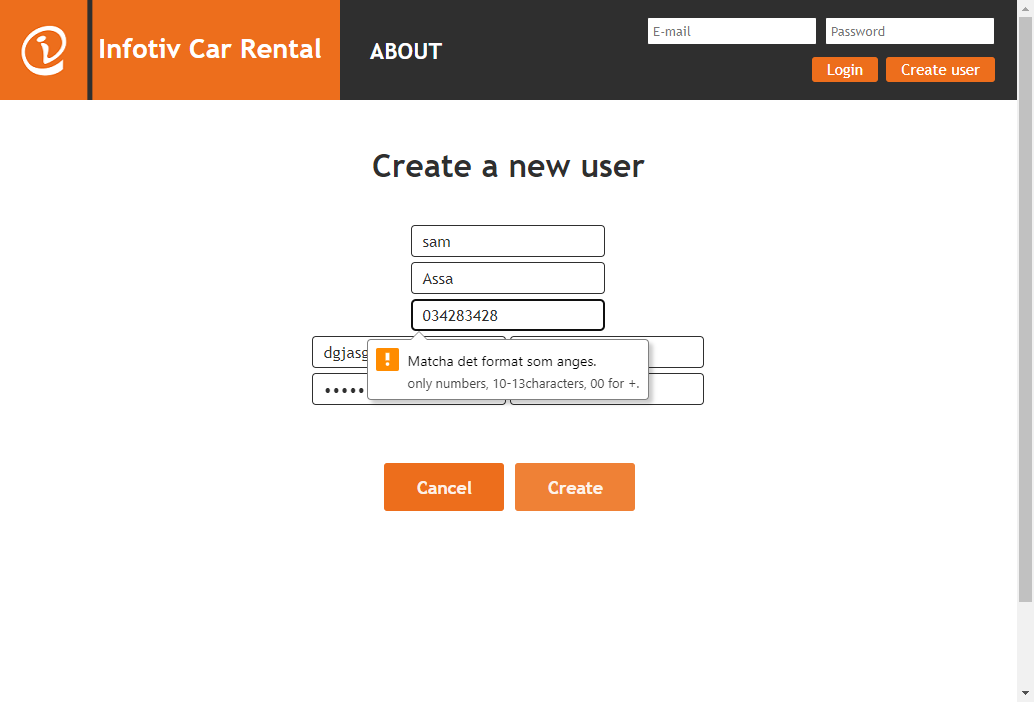 Infotiv Car Rental
ABOUT
E-mail
Password
Login
Create user
Create a new user
sam
Assa
034283428
Matcha det format som anges.
only numbers, 10-13characters, 00 for +.
•••••
Cancel
Create